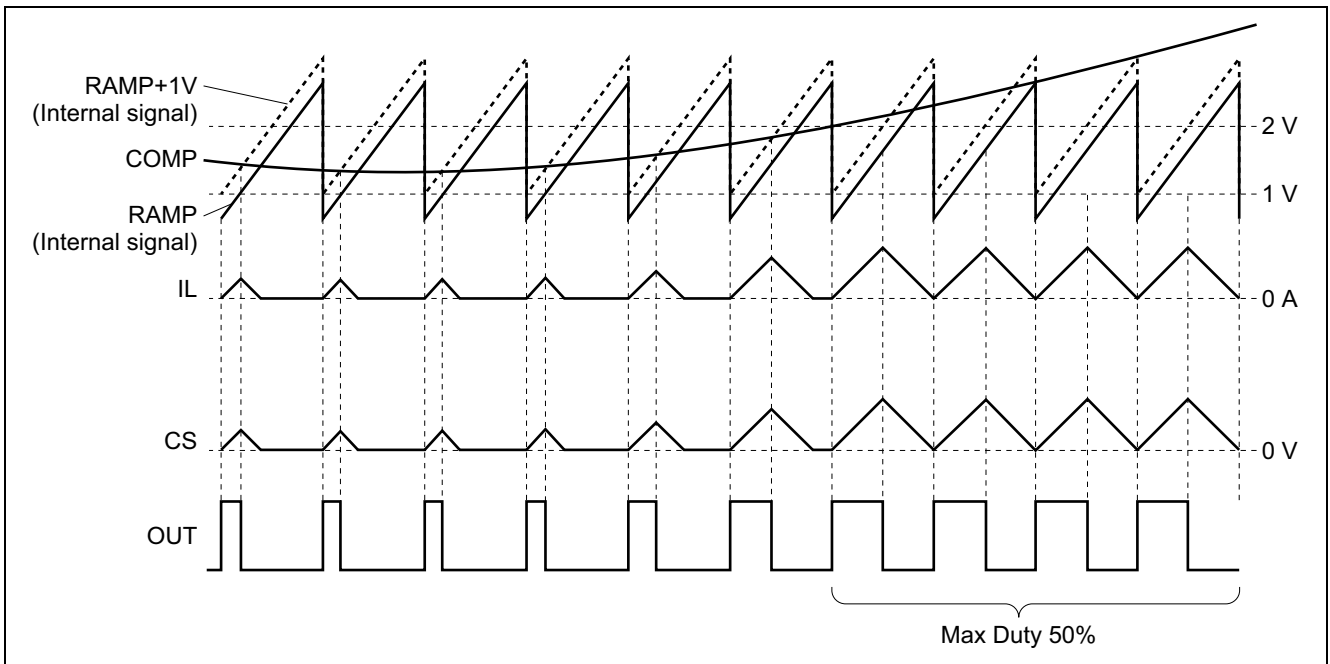 RAMP+1V
(Internal signal)
2 V
COMP
1 V
RAMP
(Internal signal)
IL
0 A
CS
0 V
OUT
Max Duty 50%